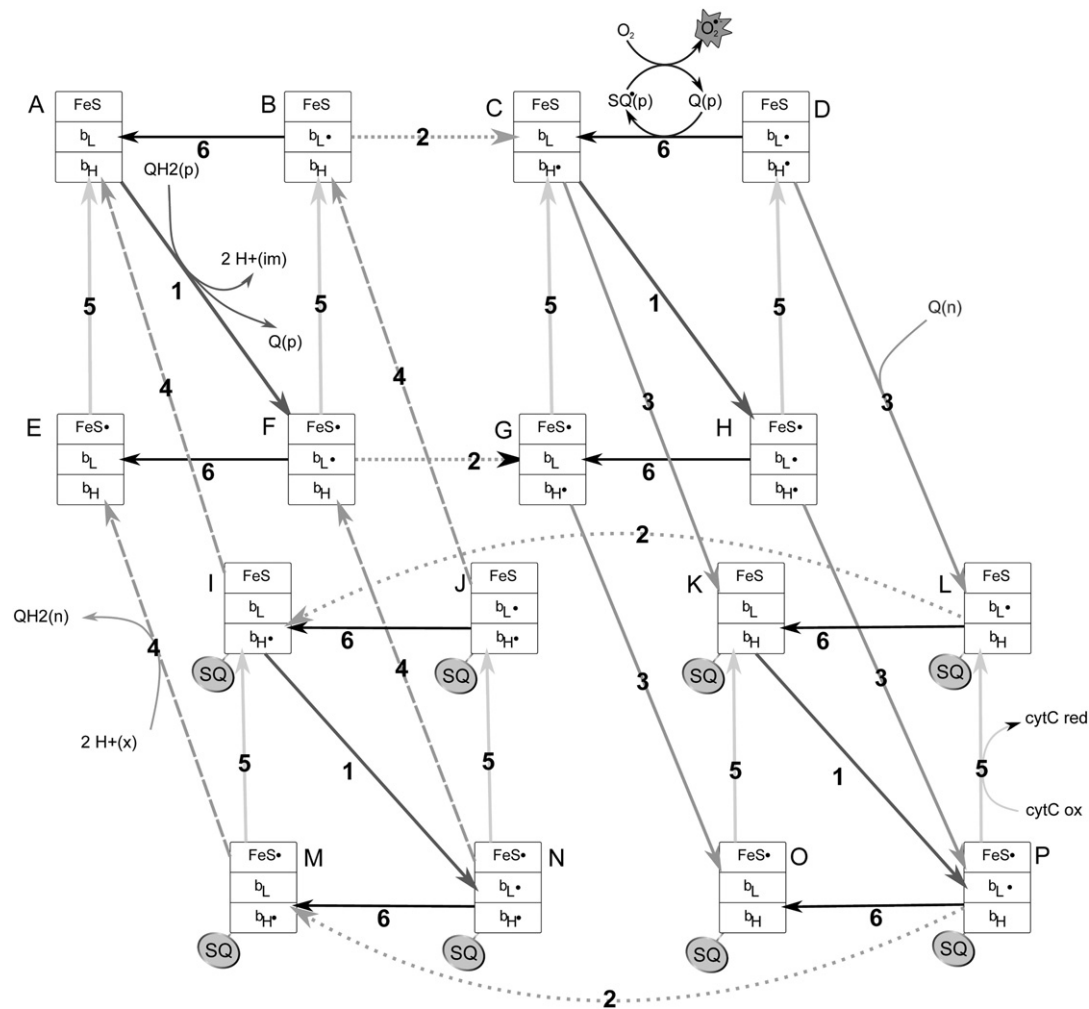 O2
O2•
A
FeS
B
FeS
C
FeS
SQ•(p)
Q(p)
FeS
D
bL
6
bL•
2
bL
6
bL•
bH
QH2(p)
bH
bH•
bH•
2 H+(im)
5
1
5
5
1
5
Q(n)
Q(p)
4
4
3
3
E
FeS•
F
FeS•
G
FeS•
H
FeS•
bL
6
bL•
2
bL
6
bL•
bH
bH
bH•
bH•
2
I
FeS
J
FeS
K
FeS
L
FeS
bL
bL•
bL
bL•
QH2(n)
bH•
6
bH•
bH
6
bH
4
SQ
SQ
4
3
SQ
3
SQ
2 H+(x)
cytC red
5
1
5
5
1
5
cytC ox
FeS•
M
FeS•
N
FeS•
O
FeS•
P
bL
bL•
bL
bL•
bH•
6
bH•
bH
6
bH
SQ
SQ
SQ
SQ
2